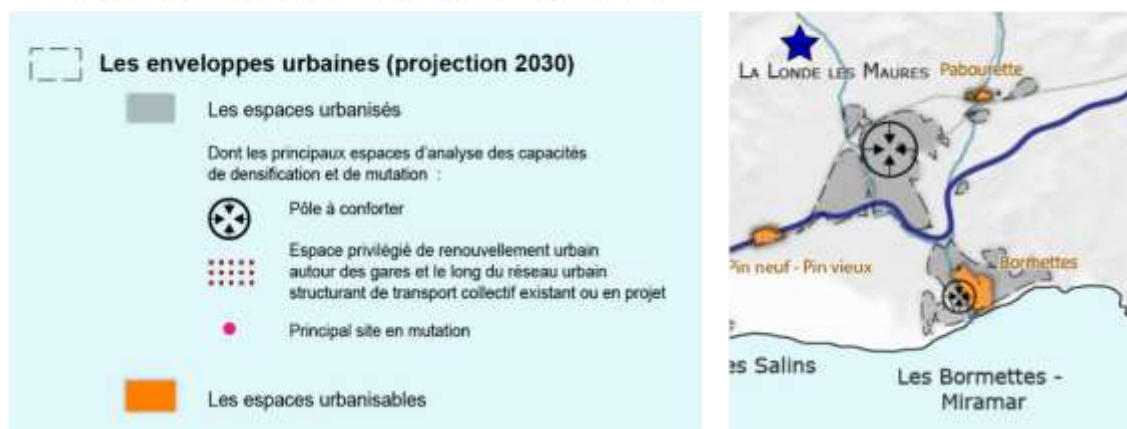 Les enveloppes urbaines (projection 2030)
Les espaces urbanisés
Dont les principaux espaces d'analyse des capacités
de densification et de mutation :
Pôle à conforter
Espace privilégié de renouvellement urbain
autour des gares et le long du réseau urbain
structurant de transport collectif existant ou en projet
Principal site en mutation
Les espaces urbanisables
LA LONDE LES MAURES
Pabourette
Pin neuf - Pin vieux
Bormettes
es Salins
Les Bormettes -
Miramar